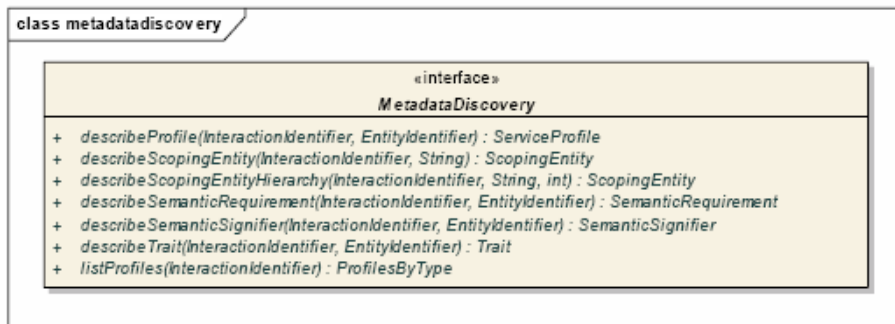 class metadatadiscovery
«interface»
MetadataDiscovery
+ describeProfile(InteractionIdentifier, EntityIdentifier) : ServiceProfile
+ describeScopingEntity(InteractionIdentifier, String) : ScopingEntity
+ describeScopingEntityHierarchy(InteractionIdentifier, String, int) : ScopingEntity
+ describeSemanticRequirement(InteractionIdentifier, EntityIdentifier) : SemanticRequirement
+ describeSemanticSignifier(InteractionIdentifier, EntityIdentifier) : SemanticSignifier
+ describeTrait(InteractionIdentifier, EntityIdentifier) : Trait
+ listProfiles(InteractionIdentifier) : ProfilesByType